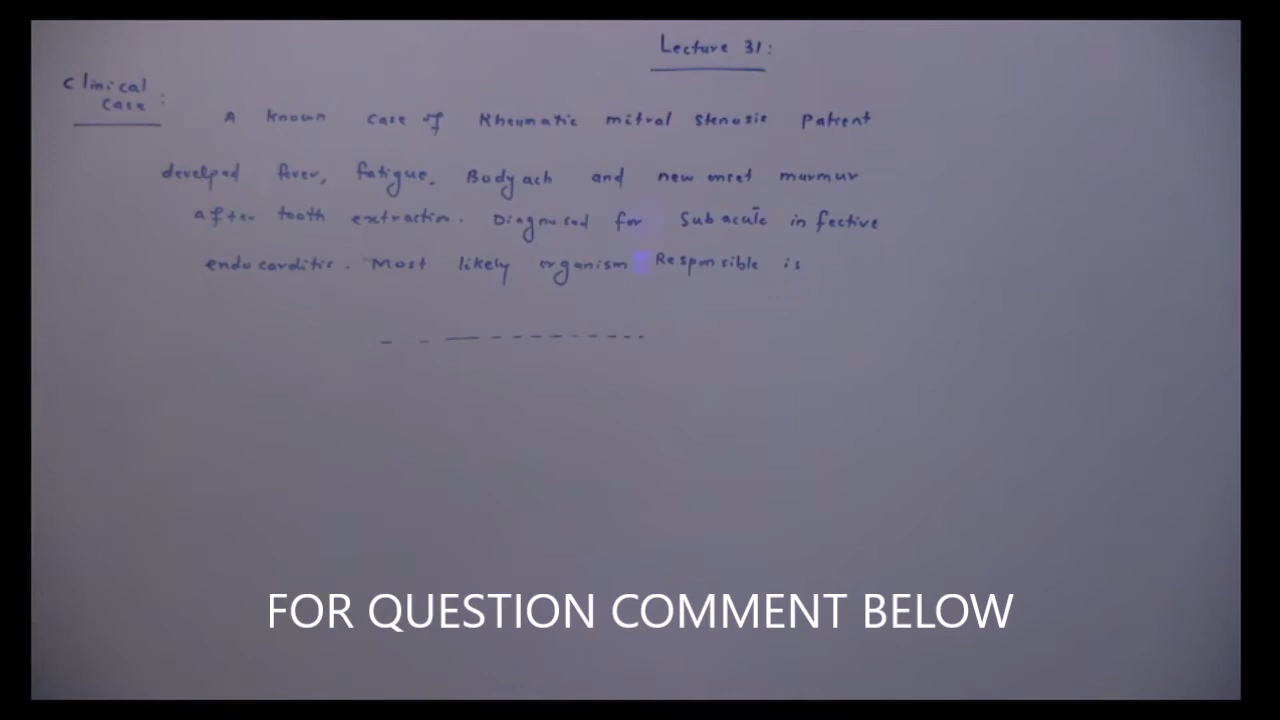 Lecture 31:
Clinical
case :
A known case of Rheumatic mitral stenosis Patient
develped fever, fatigue, Body ach and new onset murmur
after tooth extraction. Diagnosed for Subacute infective
endocarditis. Most likely organism Responsible is
FOR QUESTION COMMENT BELOW